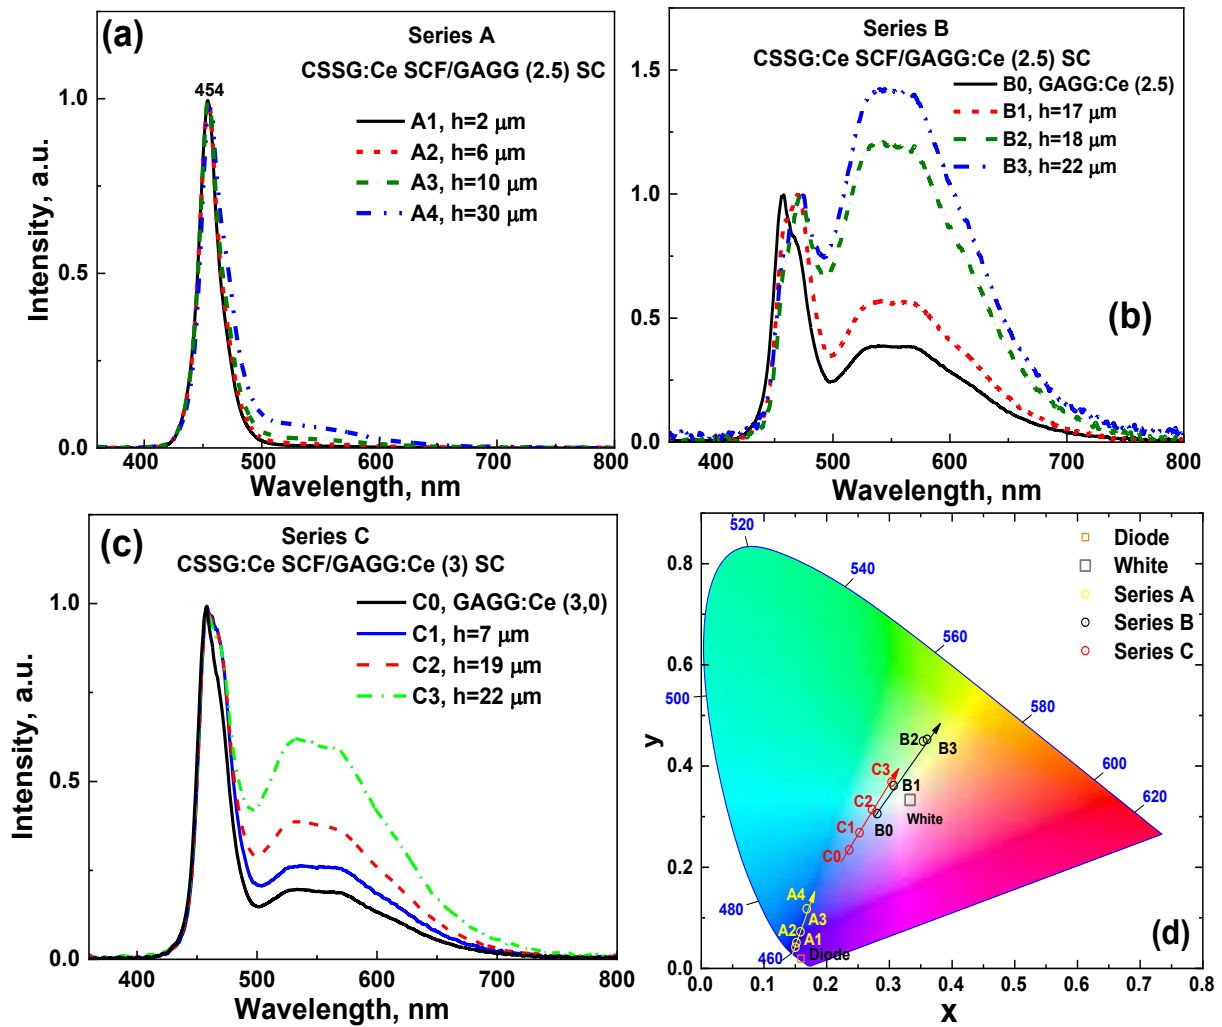 (a)
Series A
CSSG:Ce SCF/GAGG (2.5) SC
454
A1, h=2 μm
A2, h=6 μm
A3, h=10 μm
A4, h=30 μm
1.0
0.5
0.0
Intensity, a.u.
400 500 600 700 800
Wavelength, nm
Series B
CSSG:Ce SCF/GAGG:Ce (2.5) SC
B0, GAGG:Ce (2.5)
B1, h=17 μm
B2, h=18 μm
B3, h=22 μm
(b)
1.5
1.0
0.5
0.0
400 500 600 700 800
Wavelength, nm
(c)
Series C
CSSG:Ce SCF/GAGG:Ce (3) SC
C0, GAGG:Ce (3,0)
C1, h=7 μm
C2, h=19 μm
C3, h=22 μm
1.0
0.5
0.0
Intensity, a.u.
400 500 600 700 800
Wavelength, nm
Diode
White
Series A
Series B
Series C
520
540
560
580
600
620
500
480
460
B2
B3
C3
B1
C2
White
C1
B0
C0
A4
A3
A2
A1
Diode
(d)
0.8
0.6
0.4
0.2
0.0
y
0.0 0.1 0.2 0.3 0.4 0.5 0.6 0.7 0.8
x